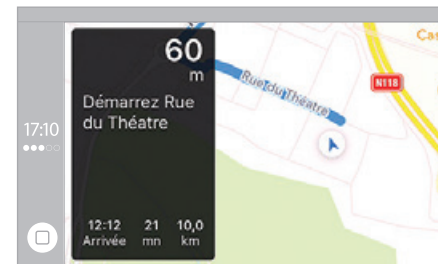 17:10
60
m
Démarrez Rue
du Théatre
12:12 21 10,0
Arrivée mn km
Rue du Théatre
N118
Cas